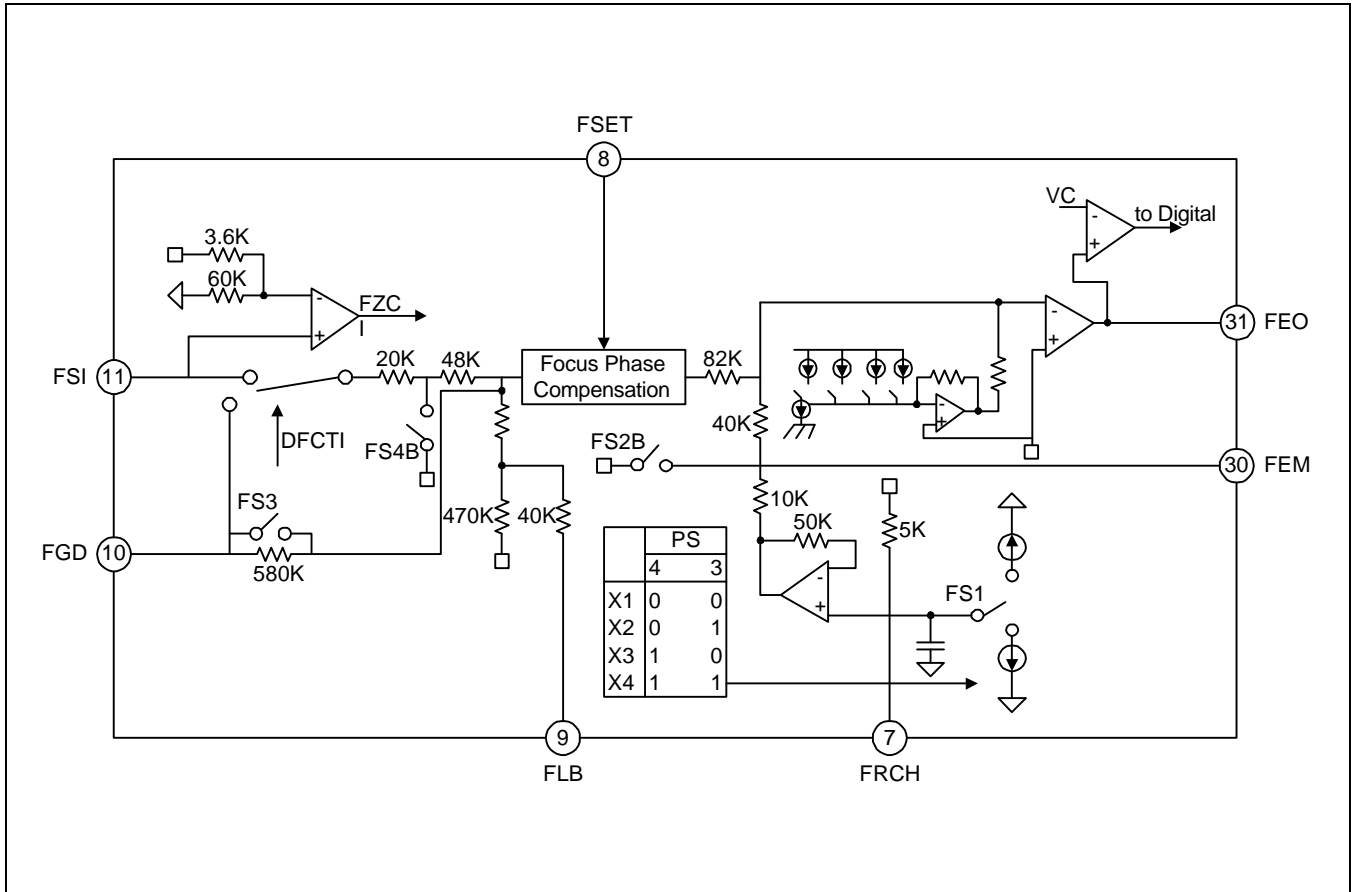 FSET
8
VC
-
+
to Digital
3.6K
60K
-
+
FZC
I
FSI
11
20K
48K
Focus Phase
Compensation
82K
-
+
31
FEO
-
+
40K
DFCTI
FS4B
FS2B
30
FEM
FS3
470K
40K
10K
50K
5K
FGD
10
580K
-
+
FS1
PS
4 3
X1 0 0
X2 0 1
X3 1 0
X4 1 1
9
FLB
7
FRCH